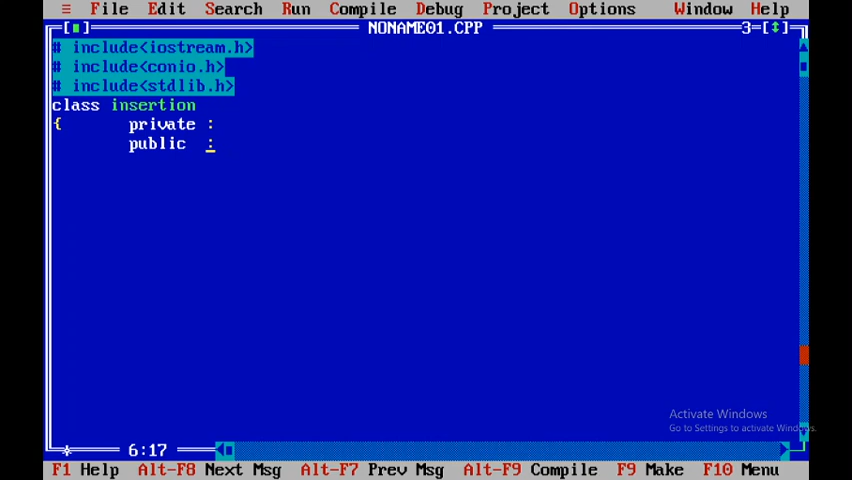 ≡ File Edit Search Run Compile Debug Project Options Window Help
NONAME01.CPP 3
# include<iostream.h>
# include<conio.h>
# include<stdlib.h>
class insertion
{ private :
public :
Activate Windows
Go to Settings to activate Windows.
6:17
F1 Help Alt-F8 Next Msg Alt-F7 Prev Msg Alt-F9 Compile F9 Make F10 Menu